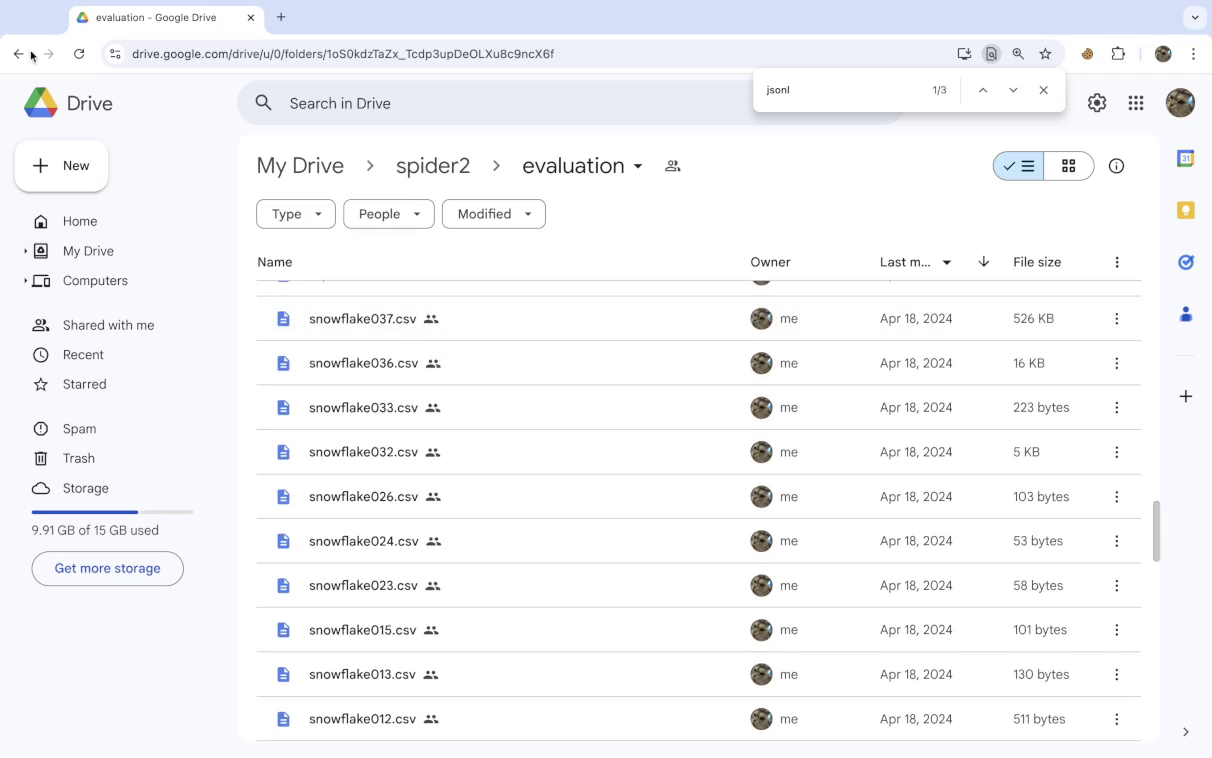 evaluation - Google Drive
drive.google.com/drive/u/0/folders/1oS0kdzTaZx_Tcdp3upDeOLXu8c9ncX6f
jsonl 1/3
Drive
Search in Drive
New
My Drive > spider2 > evaluation
Type People Modified
Home
My Drive
Computers
Shared with me
Recent
Starred
Spam
Trash
Storage
9.91 GB of 15 GB used
Get more storage
Name Owner Last m... File size
snowflake037.csv me Apr 18, 2024 526 KB
snowflake036.csv me Apr 18, 2024 16 KB
snowflake033.csv me Apr 18, 2024 223 bytes
snowflake032.csv me Apr 18, 2024 5 KB
snowflake026.csv me Apr 18, 2024 103 bytes
snowflake024.csv me Apr 18, 2024 53 bytes
snowflake023.csv me Apr 18, 2024 58 bytes
snowflake015.csv me Apr 18, 2024 101 bytes
snowflake013.csv me Apr 18, 2024 130 bytes
snowflake012.csv me Apr 18, 2024 511 bytes
31